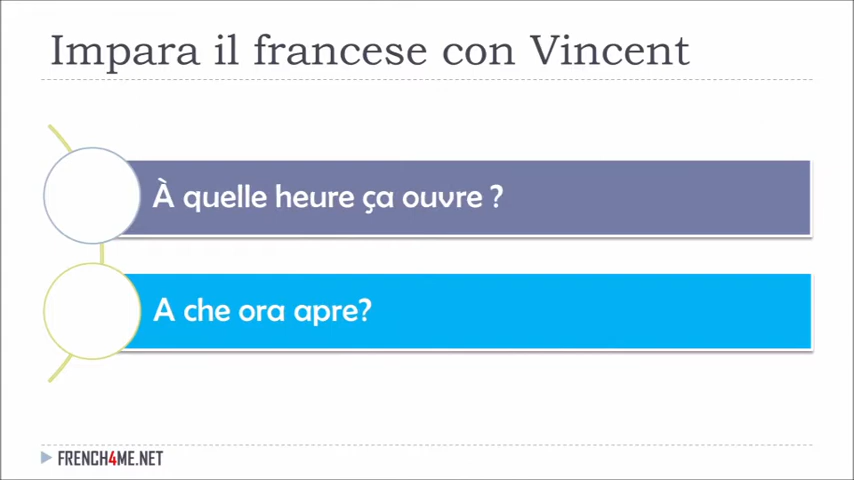 Impara il francese con Vincent
À quelle heure ça ouvre ?
A che ora apre?
FRENCH4ME.NET